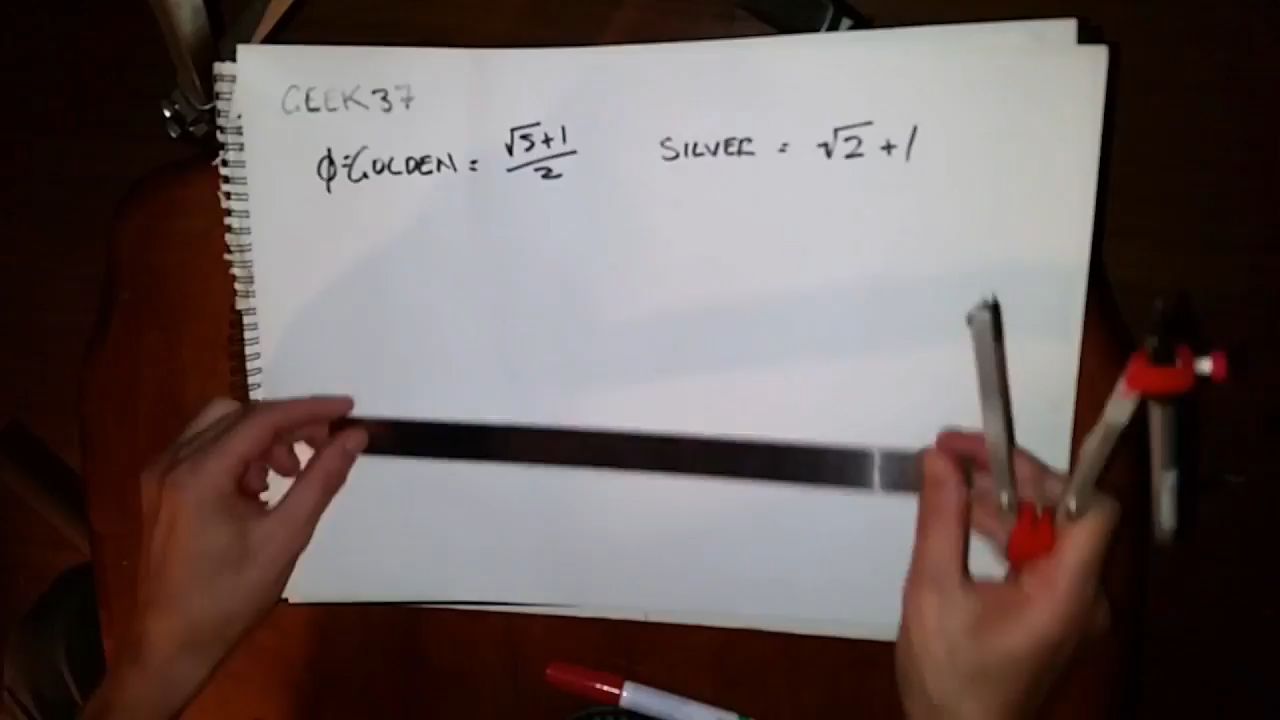 GEEK37
φ=GOLDEN = (√5+1)/2 SILVER = √2 +1